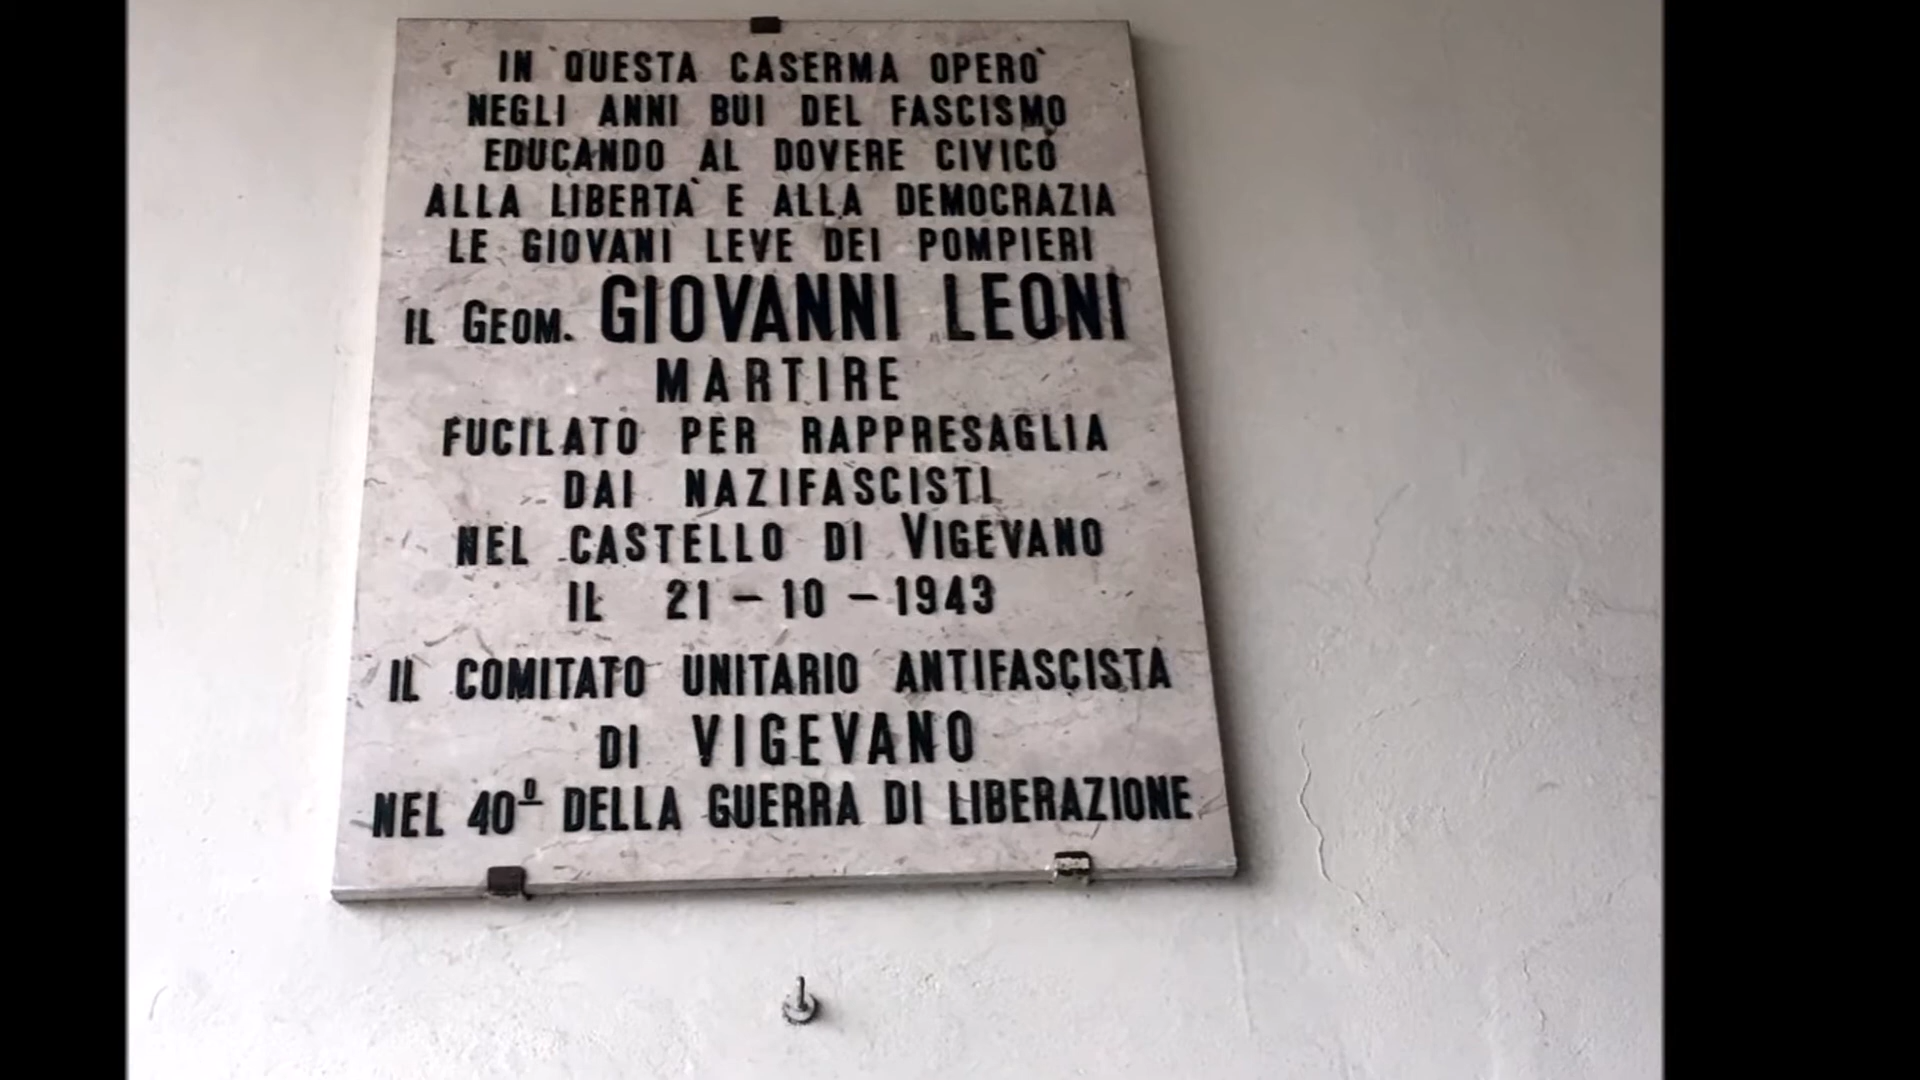 IN QUESTA CASERMA OPERO'
NEGLI ANNI BUI DEL FASCISMO
EDUCANDO AL DOVERE CIVICO
ALLA LIBERTA' E ALLA DEMOCRAZIA
LE GIOVANI LEVE DEI POMPIERI
IL GEOM. GIOVANNI LEONI
MARTIRE
FUCILATO PER RAPPRESAGLIA
DAI NAZIFASCISTI
NEL CASTELLO DI VIGEVANO
IL 21-10-1943
IL COMITATO UNITARIO ANTIFASCISTA
DI VIGEVANO
NEL 40º DELLA GUERRA DI LIBERAZIONE